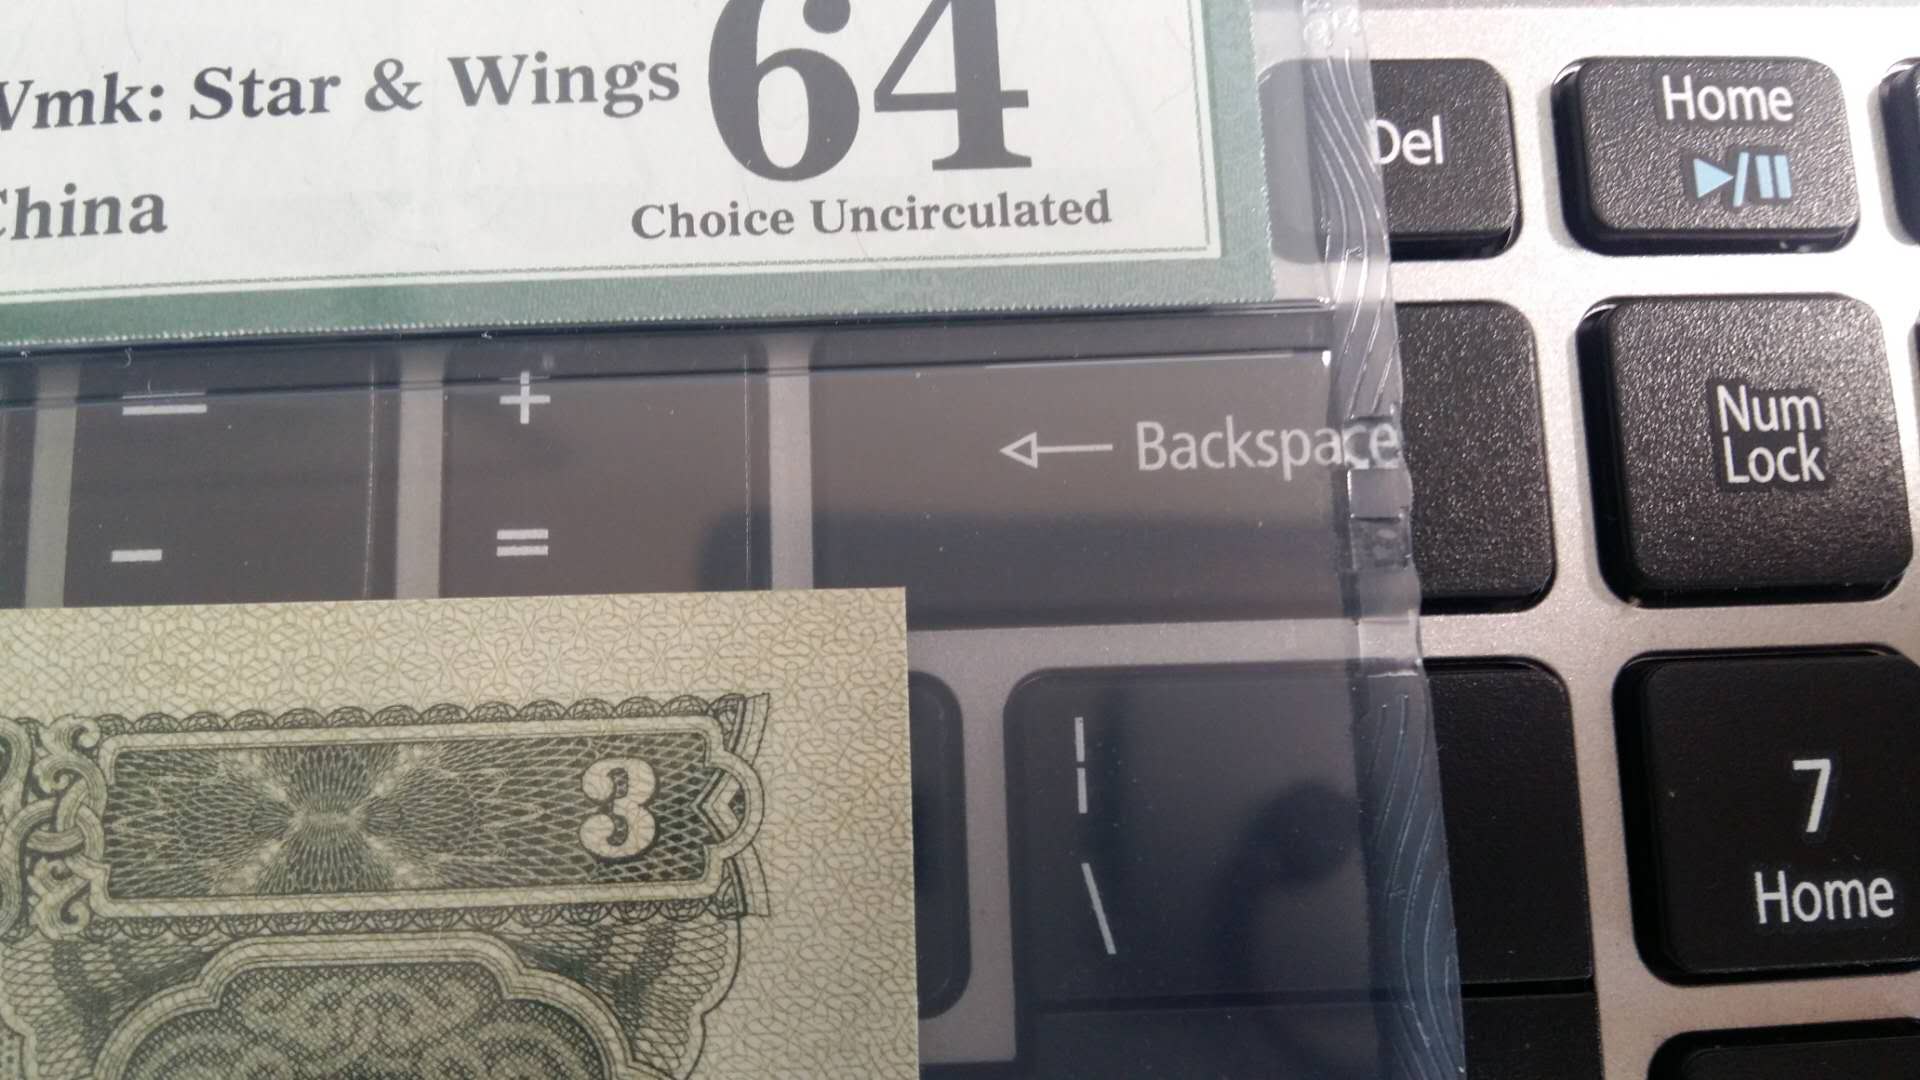 Wmk: Star & Wings
64
China
Choice Uncirculated
Del
Home
+
← Backspace
Num
Lock
-
=
3
|
\
7
Home